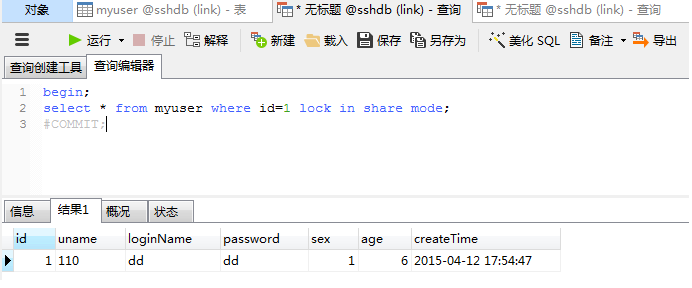 对象 myuser @sshdb (link) - 表 * 无标题 @sshdb (link) - 查询 * 无标题 @sshdb (link) - 查询
运行 停止 解释 新建 载入 保存 另存为 美化 SQL 备注 导出
查询创建工具 查询编辑器
1 begin;
2 select * from myuser where id=1 lock in share mode;
3 #COMMIT;
信息 结果1 概况 状态
id uname loginName password sex age createTime
1 110 dd dd 1 6 2015-04-12 17:54:47